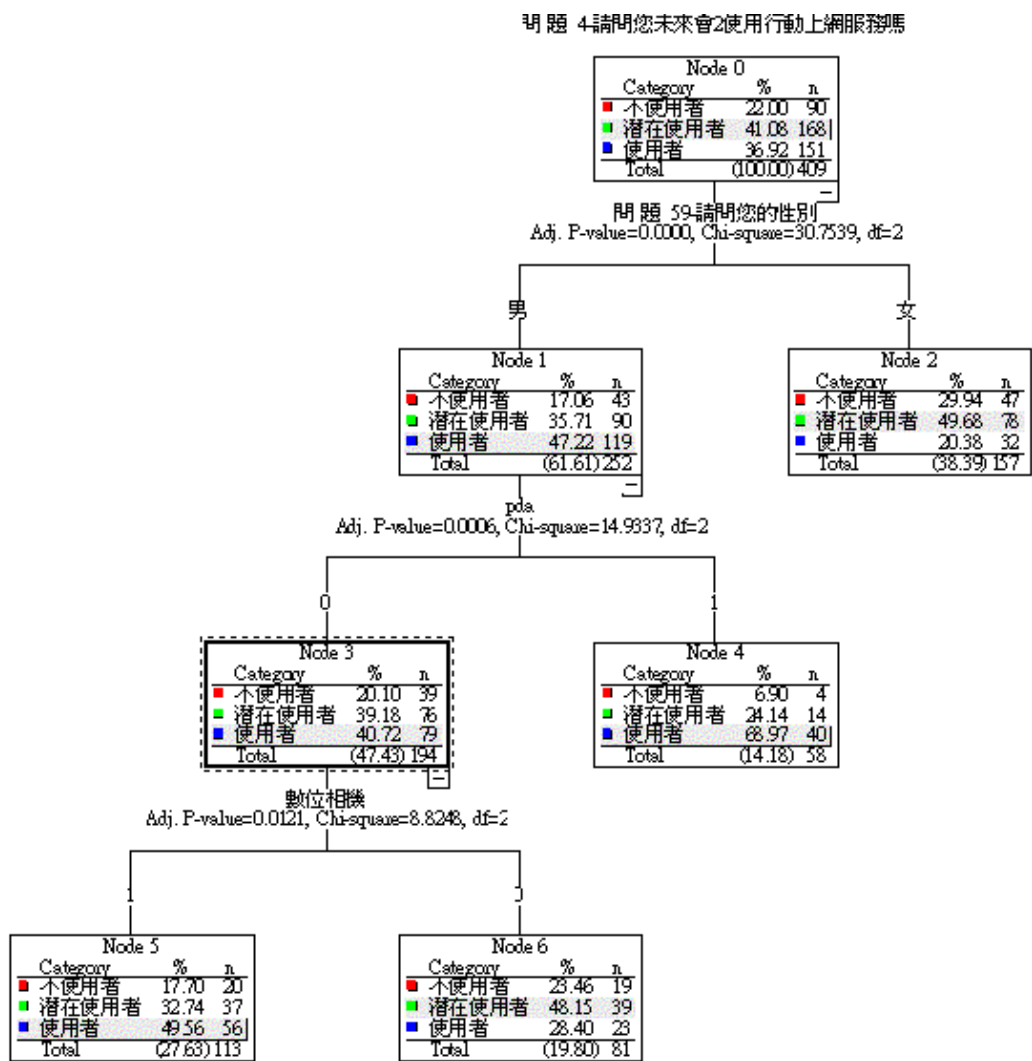 問題 4-請問您未來會2使用行動上網服務嗎
Node 0
Category % n
不使用者 22.00 90
潛在使用者 41.08 168
使用者 36.92 151
Total (100.00) 409
問題 59-請問您的性別
Adj. P-value=0.0000, Chi-square=30.7539, df=2
男
女
Node 1
Category % n
不使用者 17.06 43
潛在使用者 35.71 90
使用者 47.22 119
Total (61.61) 252
Node 2
Category % n
不使用者 29.94 47
潛在使用者 49.68 78
使用者 20.38 32
Total (38.39) 157
pda
Adj. P-value=0.0006, Chi-square=14.9337, df=2
0
1
Node 3
Category % n
不使用者 20.10 39
潛在使用者 39.18 76
使用者 40.72 79
Total (47.43) 194
Node 4
Category % n
不使用者 6.90 4
潛在使用者 24.14 14
使用者 68.97 40
Total (14.18) 58
數位相機
Adj. P-value=0.0121, Chi-square=8.8248, df=2
1
0
Node 5
Category % n
不使用者 17.70 20
潛在使用者 32.74 37
使用者 49.56 56
Total (27.63) 113
Node 6
Category % n
不使用者 23.46 19
潛在使用者 48.15 39
使用者 28.40 23
Total (19.80) 81